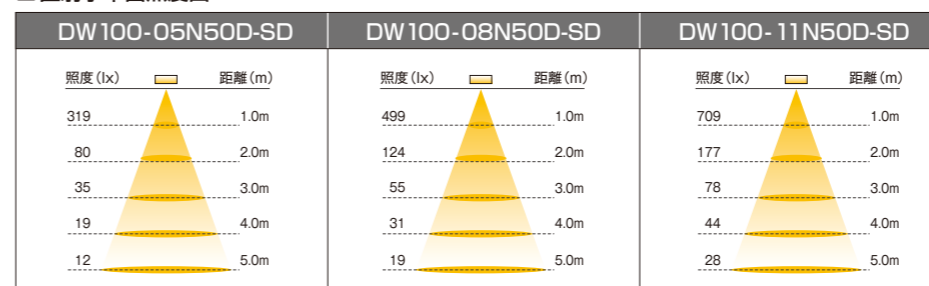 DW100-05N50D-SD
DW100-08N50D-SD
DW100-11N50D-SD
照度(lx) 距離(m)
319 1.0m
80 2.0m
35 3.0m
19 4.0m
12 5.0m
照度(lx) 距離(m)
499 1.0m
124 2.0m
55 3.0m
31 4.0m
19 5.0m
照度(lx) 距離(m)
709 1.0m
177 2.0m
78 3.0m
44 4.0m
28 5.0m